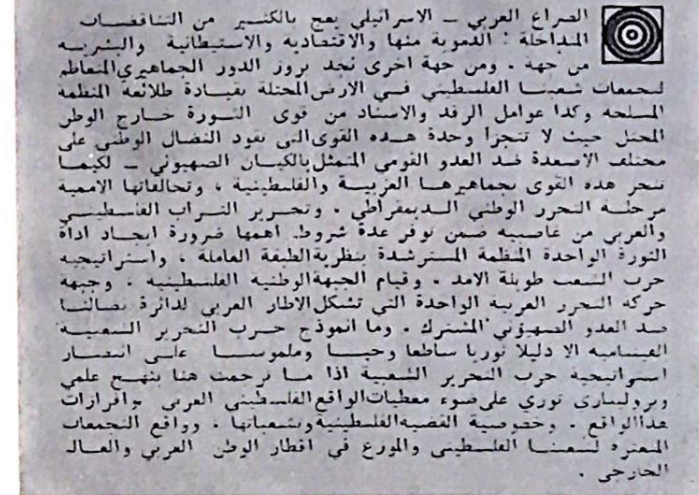 الصراع العربي ـ الاسرائيلي يعج بالكثير من التناقضات
المتداخلة : الدموية منها والاقتصادية والاستيطانية والبشرية
من جهة . ومن جهة اخرى نجد بروز الدور الجماهيري المتعاظم
لتجمعات شعبنا الفلسطيني في الارض المحتلة بقيادة طلائعه المنظمة
المسلحة وكذا عوامل الرفد والاسناد من قوى الثورة خارج الوطن
المحتل حيث لا تتجزأ وحدة هذه القوى التي تقود النضال الوطني على
مختلف الاصعدة ضد العدو القومي المتمثل بالكيان الصهيوني ـ لكيما
تنجز هذه القوى بجماهيرها العربية والفلسطينية ، وتحالفاتها الاممية
مرحلة التحرر الوطني الديمقراطي . وتحرير التراب الفلسطيني
والعربي من غاصبيه ضمن توفر عدة شروط. اهمها ضرورة ايجاد اداة
الثورة الواحدة المنظمة المسترشدة بنظرية الطبقة العاملة ، واستراتيجية
حرب الشعب طويلة الامد . وقيام الجبهة الوطنية الفلسطينية . وجبهة
حركة التحرر العربية الواحدة التي تشكل الاطار العربي لدائرة نضالنا
ضد العدو الصهيوني المشترك . وما انموذج حرب التحرير الشعبية
الفيتنامية الا دليلا ثوريا ساطعا وحيا وملموسا على انتصار
استراتيجية حرب التحرير الشعبية اذا ما ترجمت هنا بنهج علمي
وبروليتاري ثوري على ضوء معطيات الواقع الفلسطيني العربي وافرازات
هذا الواقع . وخصوصية القضية الفلسطينية وتشعباتها . وواقع التجمعات
المبعثرة لشعبنا الفلسطيني والموزع في اقطار الوطن العربي والعالم
الخارجي .